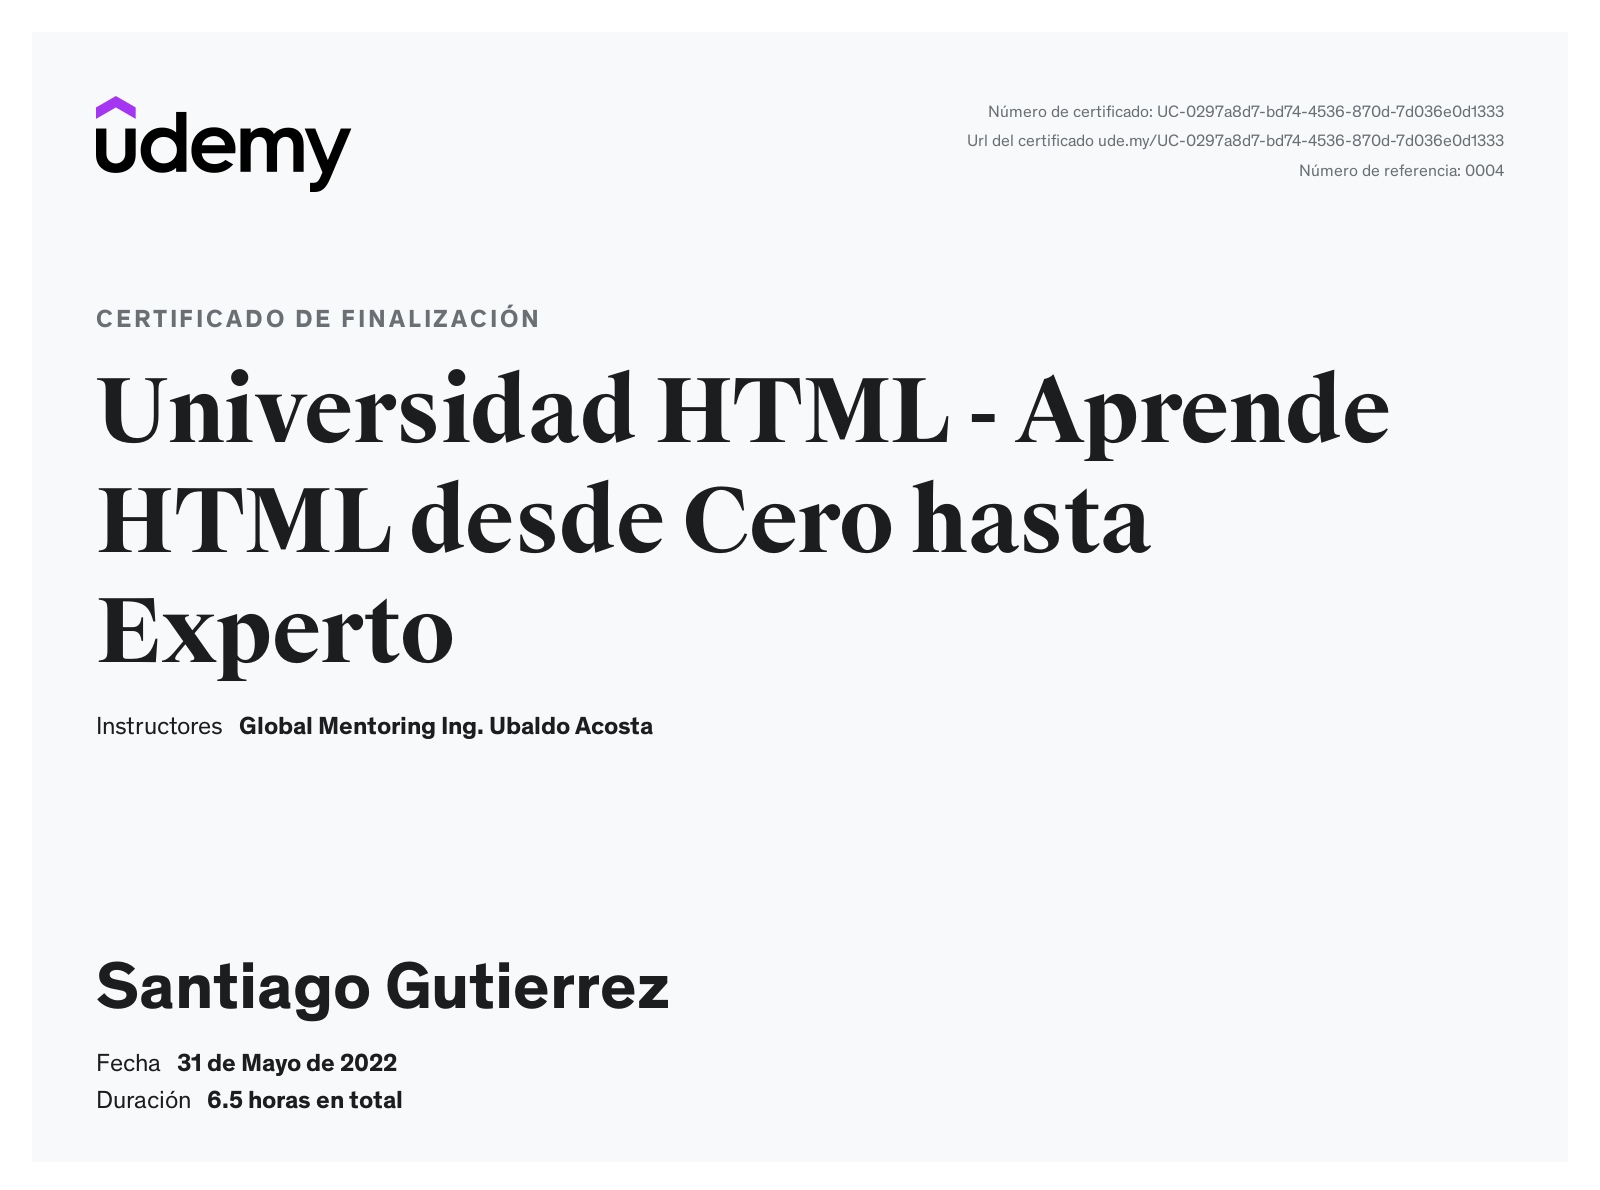 udemy
Número de certificado: UC-0297a8d7-bd74-4536-870d-7d036e0d1333
Url del certificado ude.my/UC-0297a8d7-bd74-4536-870d-7d036e0d1333
Número de referencia: 0004
CERTIFICADO DE FINALIZACIÓN
Universidad HTML - Aprende
HTML desde Cero hasta
Experto
Instructores Global Mentoring Ing. Ubaldo Acosta
Santiago Gutierrez
Fecha 31 de Mayo de 2022
Duración 6.5 horas en total